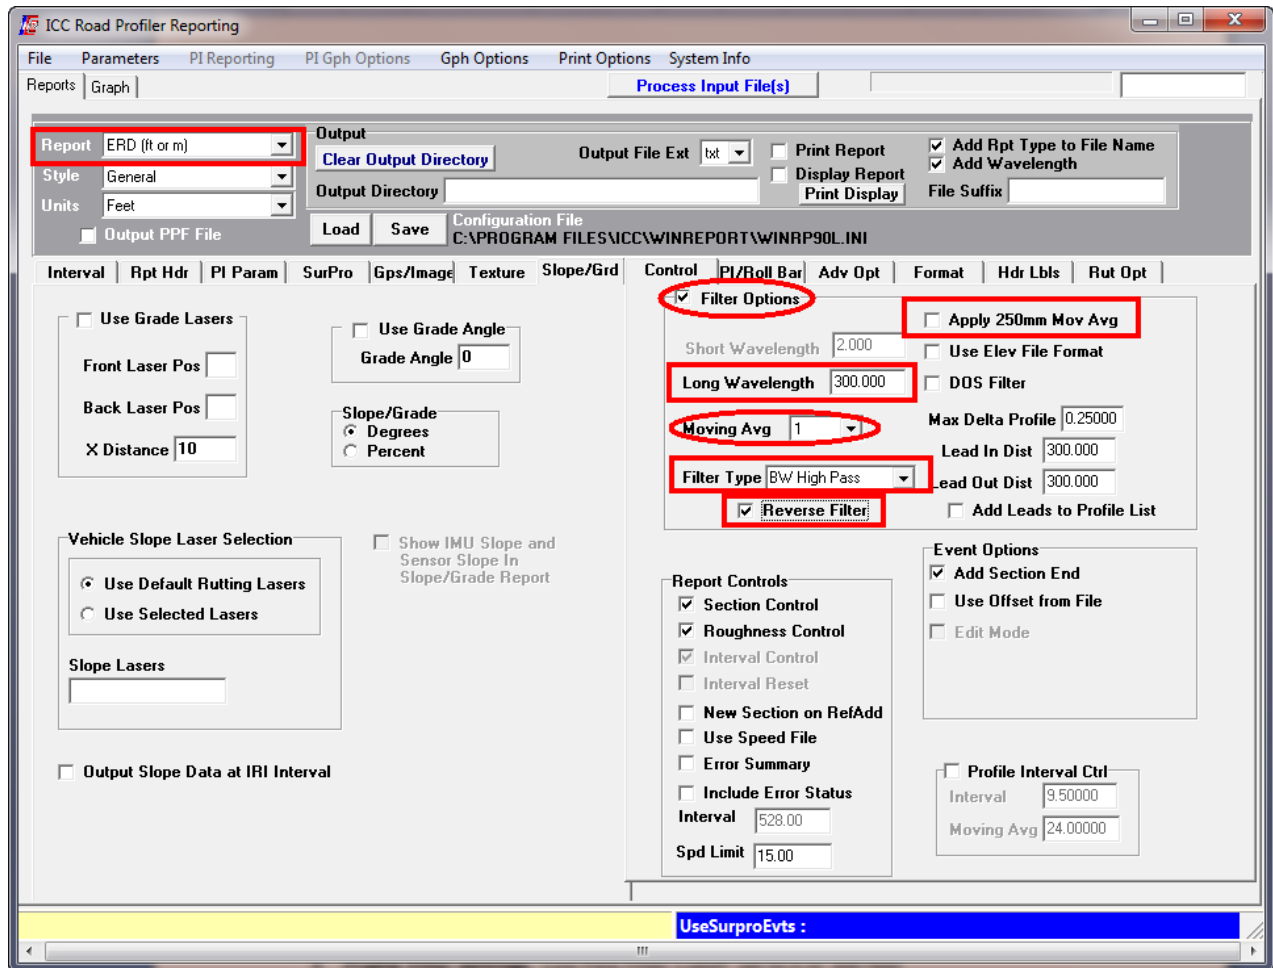 ICC Road Profiler Reporting
File Parameters PI Reporting PI Gph Options Gph Options Print Options System Info
Reports Graph Process Input File(s)
Report ERD (ft or m)
Style General
Units Feet
Output PPF File
Output
Clear Output Directory Output File Ext txt Print Report Add Rpt Type to File Name
Display Report Add Wavelength
Output Directory Print Display File Suffix
Load Save Configuration File
C:\PROGRAM FILES\ICC\WINREPORT\WINRP90L.INI
Interval Rpt Hdr PI Param SurPro Gps/Image Texture Slope/Grd
Control PI/Roll Bar Adv Opt Format Hdr Lbls Rut Opt
Use Grade Lasers
Front Laser Pos
Back Laser Pos
X Distance 10
Use Grade Angle
Grade Angle 0
Slope/Grade
Degrees
Percent
Vehicle Slope Laser Selection
Use Default Rutting Lasers
Use Selected Lasers
Slope Lasers
Show IMU Slope and
Sensor Slope In
Slope/Grade Report
Output Slope Data at IRI Interval
Filter Options
Short Wavelength 2.000
Long Wavelength 300.000
Moving Avg 1
Filter Type BW High Pass
Reverse Filter
Apply 250mm Mov Avg
Use Elev File Format
DOS Filter
Max Delta Profile 0.25000
Lead In Dist 300.000
Lead Out Dist 300.000
Add Leads to Profile List
Report Controls
Section Control
Roughness Control
Interval Control
Interval Reset
New Section on RefAdd
Use Speed File
Error Summary
Include Error Status
Interval 528.00
Spd Limit 15.00
Event Options
Add Section End
Use Offset from File
Edit Mode
Profile Interval Ctrl
Interval 9.50000
Moving Avg 24.00000
UseSurproEvts :